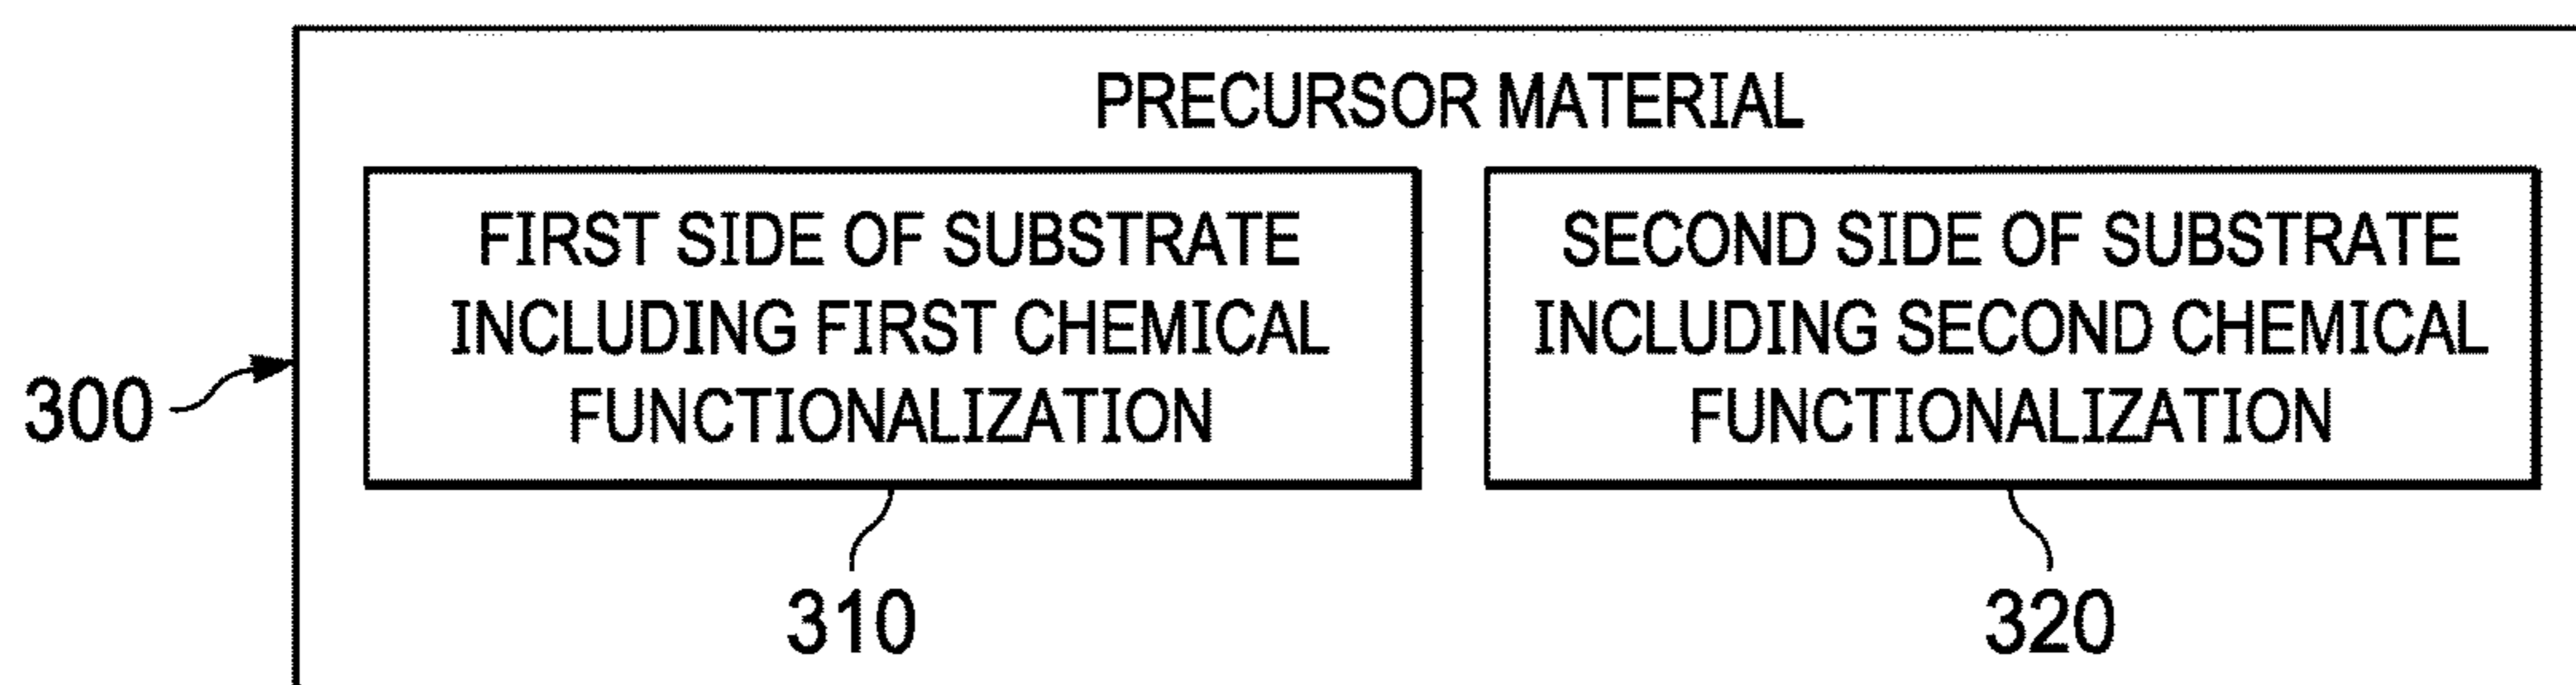 PRECURSOR MATERIAL
FIRST SIDE OF SUBSTRATE
INCLUDING FIRST CHEMICAL
FUNCTIONALIZATION
SECOND SIDE OF SUBSTRATE
INCLUDING SECOND CHEMICAL
FUNCTIONALIZATION
300
310
320